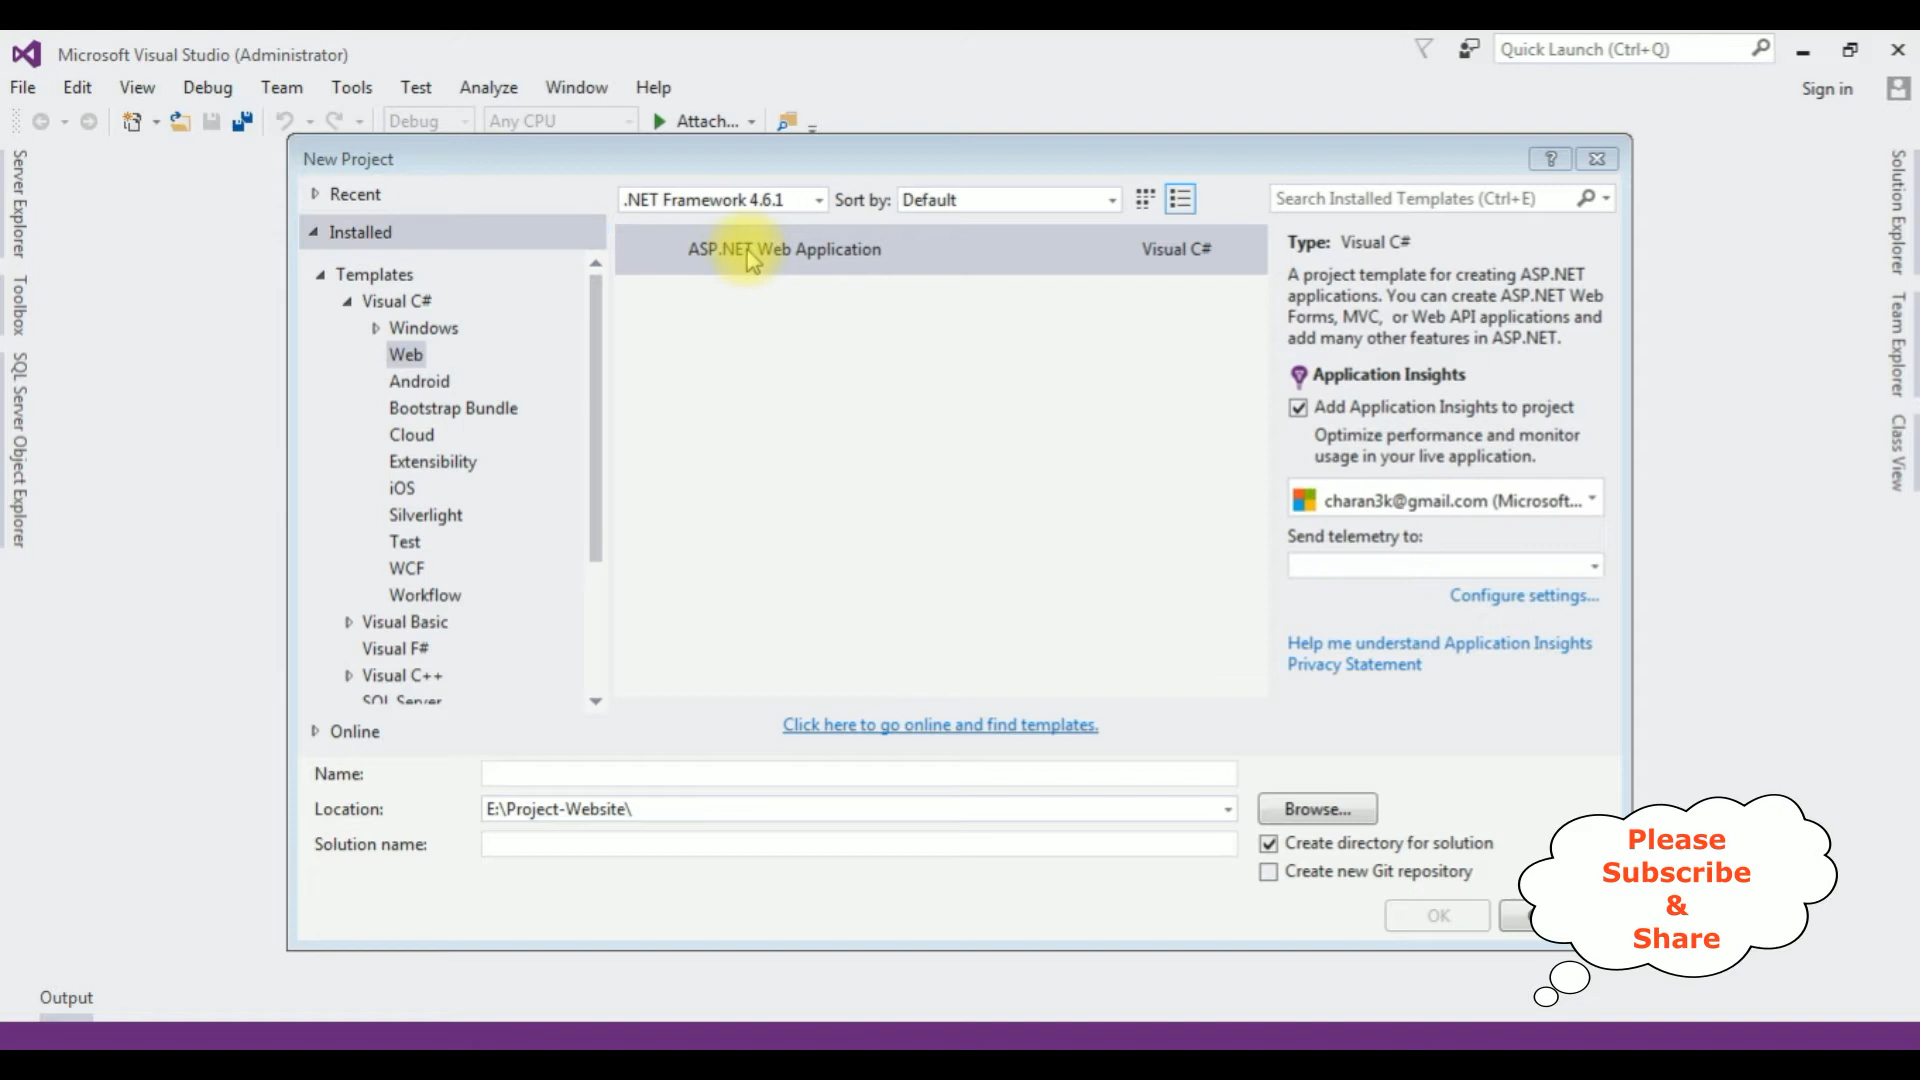 Microsoft Visual Studio (Administrator)
Quick Launch (Ctrl+Q)
File Edit View Debug Team Tools Test Analyze Window Help
Sign in
Debug Any CPU Attach...
Server Explorer
Toolbox
SQL Server Object Explorer
New Project
?
Recent
Installed
Templates
Visual C#
Windows
Web
Android
Bootstrap Bundle
Cloud
Extensibility
iOS
Silverlight
Test
WCF
Workflow
Visual Basic
Visual F#
Visual C++
SQL Server
Online
.NET Framework 4.6.1 Sort by: Default
ASP.NET Web Application Visual C#
Click here to go online and find templates.
Search Installed Templates (Ctrl+E)
Type: Visual C#
A project template for creating ASP.NET
applications. You can create ASP.NET Web
Forms, MVC, or Web API applications and
add many other features in ASP.NET.
Application Insights
Add Application Insights to project
Optimize performance and monitor
usage in your live application.
charan3k@gmail.com (Microsoft...
Send telemetry to:
Configure settings...
Help me understand Application Insights
Privacy Statement
Name:
Location: E:\Project-Website\ Browse...
Solution name:
Create directory for solution
Create new Git repository
OK
Please
Subscribe
&
Share
Solution Explorer
Team Explorer
Class View
Output